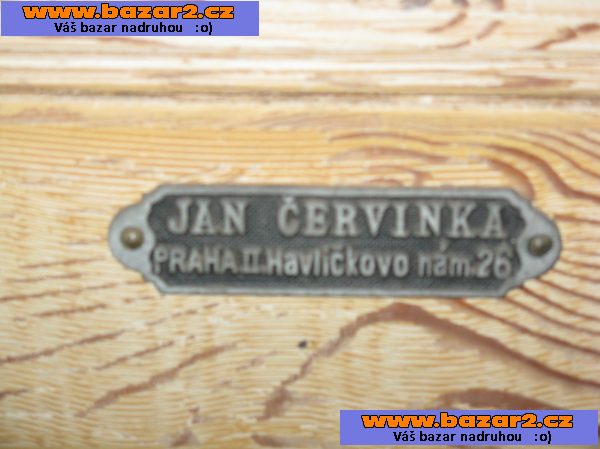 www.bazar2.cz
Váš bazar nadruhou :o)
JAN ČERVINKA
PRAHA II. Havlíčkovo nám. 26
www.bazar2.cz
Váš bazar nadruhou :o)